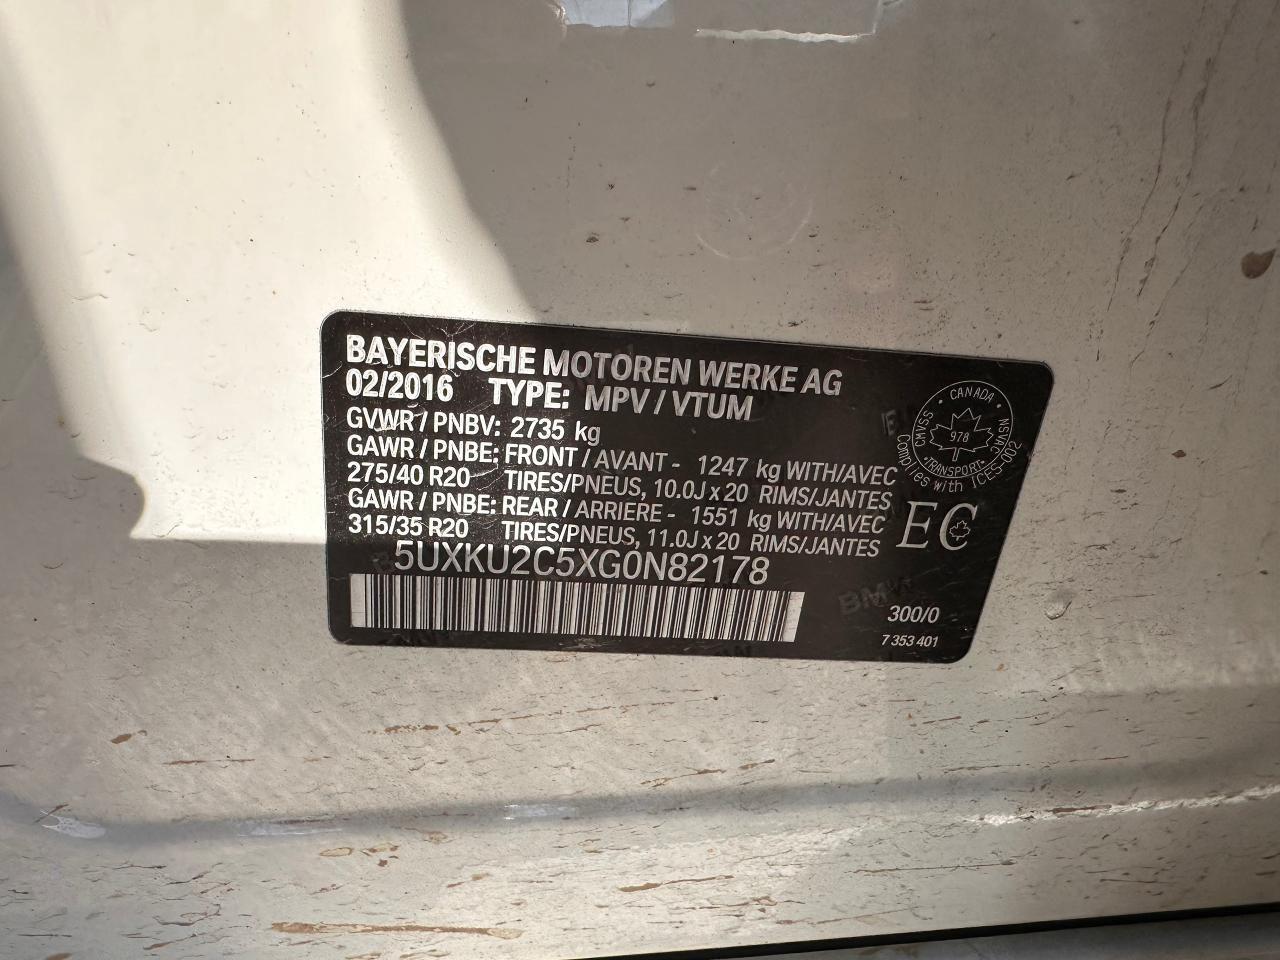 BAYERISCHE MOTOREN WERKE AG
02/2016 TYPE: MPV / VTUM
GVWR / PNBV: 2735 kg
GAWR / PNBE: FRONT / AVANT - 1247 kg WITH/AVEC
275/40 R20 TIRES/PNEUS, 10.0J x 20 RIMS/JANTES
GAWR / PNBE: REAR / ARRIERE - 1551 kg WITH/AVEC
315/35 R20 TIRES/PNEUS, 11.0J x 20 RIMS/JANTES
5UXKU2C5XG0N82178
CMVSS • CANADA • NSVAC
978
• TRANSPORT •
Complies with ICES-002
EC
BMW
300/0
7 353 401